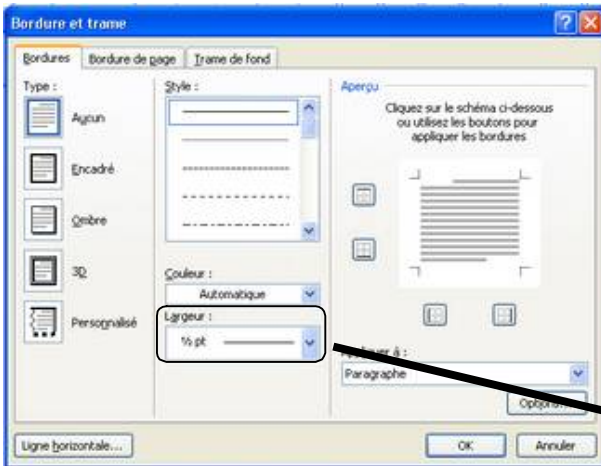 Bordure et trame
Bordures
Bordure de page
Trame de fond
Type :
Aucun
Encadré
Ombre
3D
Personnalisé
Style :
Couleur :
Automatique
Largeur :
½ pt
Aperçu
Cliquez sur le schéma ci-dessous
ou utilisez les boutons pour
appliquer les bordures
Appliquer à :
Paragraphe
Options...
Ligne horizontale...
OK
Annuler